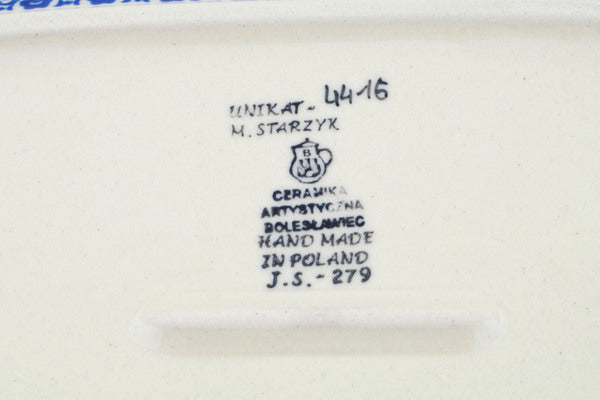 UNIKAT- 4416
M. STARZYK
B
CERAMIKA
ARTYSTYCZNA
BOLESŁAWIEC
HAND MADE
IN POLAND
J.S.-279